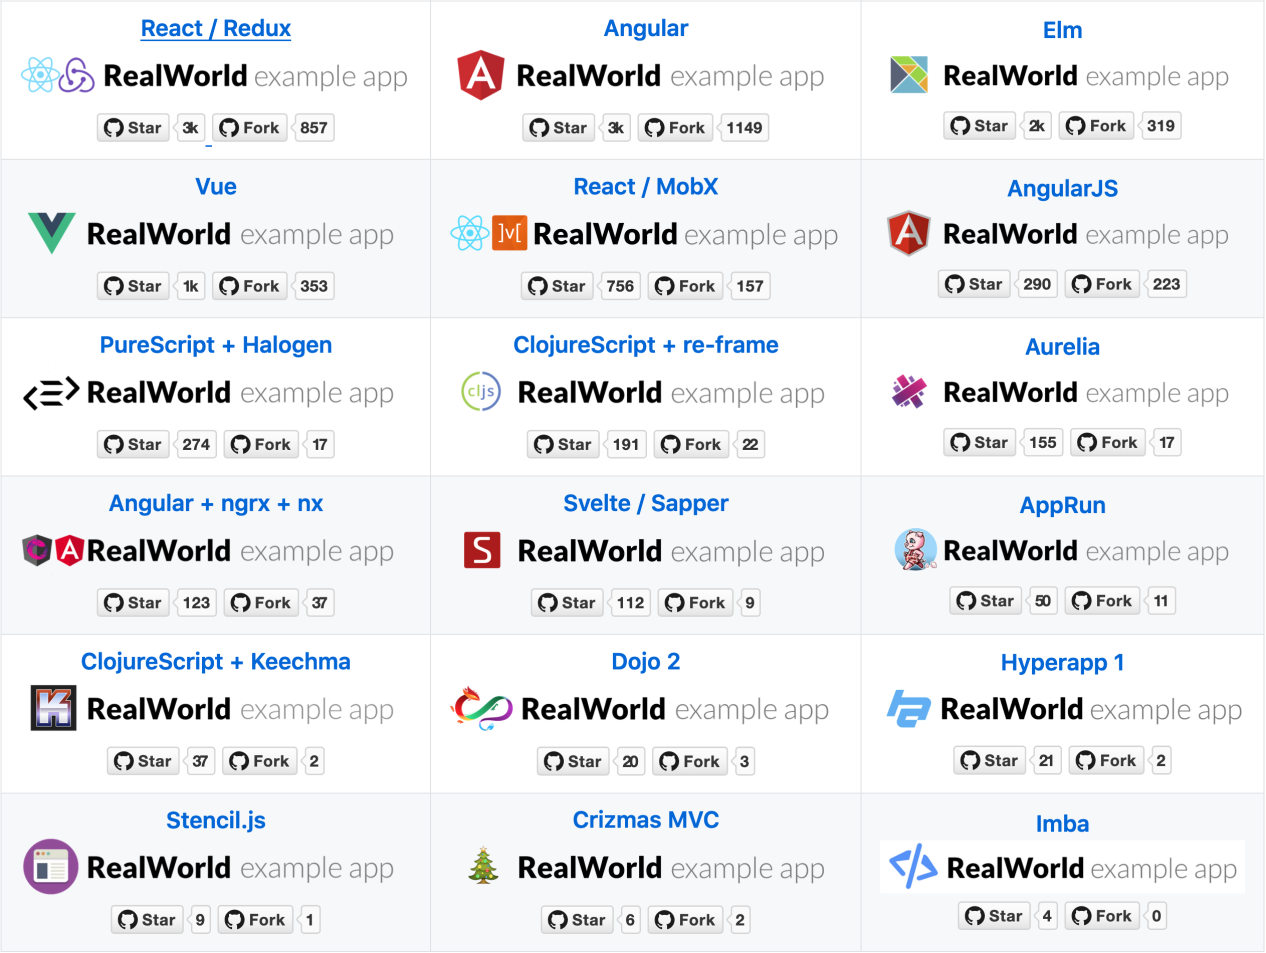 React / Redux
RealWorld example app
Star 3k Fork 857
Angular
RealWorld example app
Star 3k Fork 1149
Elm
RealWorld example app
Star 2k Fork 319
Vue
RealWorld example app
Star 1k Fork 353
React / MobX
]v[ RealWorld example app
Star 756 Fork 157
AngularJS
RealWorld example app
Star 290 Fork 223
PureScript + Halogen
RealWorld example app
Star 274 Fork 17
ClojureScript + re-frame
cljs RealWorld example app
Star 191 Fork 22
Aurelia
RealWorld example app
Star 155 Fork 17
Angular + ngrx + nx
RealWorld example app
Star 123 Fork 37
Svelte / Sapper
S RealWorld example app
Star 112 Fork 9
AppRun
RealWorld example app
Star 50 Fork 11
ClojureScript + Keechma
K RealWorld example app
Star 37 Fork 2
Dojo 2
RealWorld example app
Star 20 Fork 3
Hyperapp 1
RealWorld example app
Star 21 Fork 2
Stencil.js
RealWorld example app
Star 9 Fork 1
Crizmas MVC
RealWorld example app
Star 6 Fork 2
Imba
</> RealWorld example app
Star 4 Fork 0